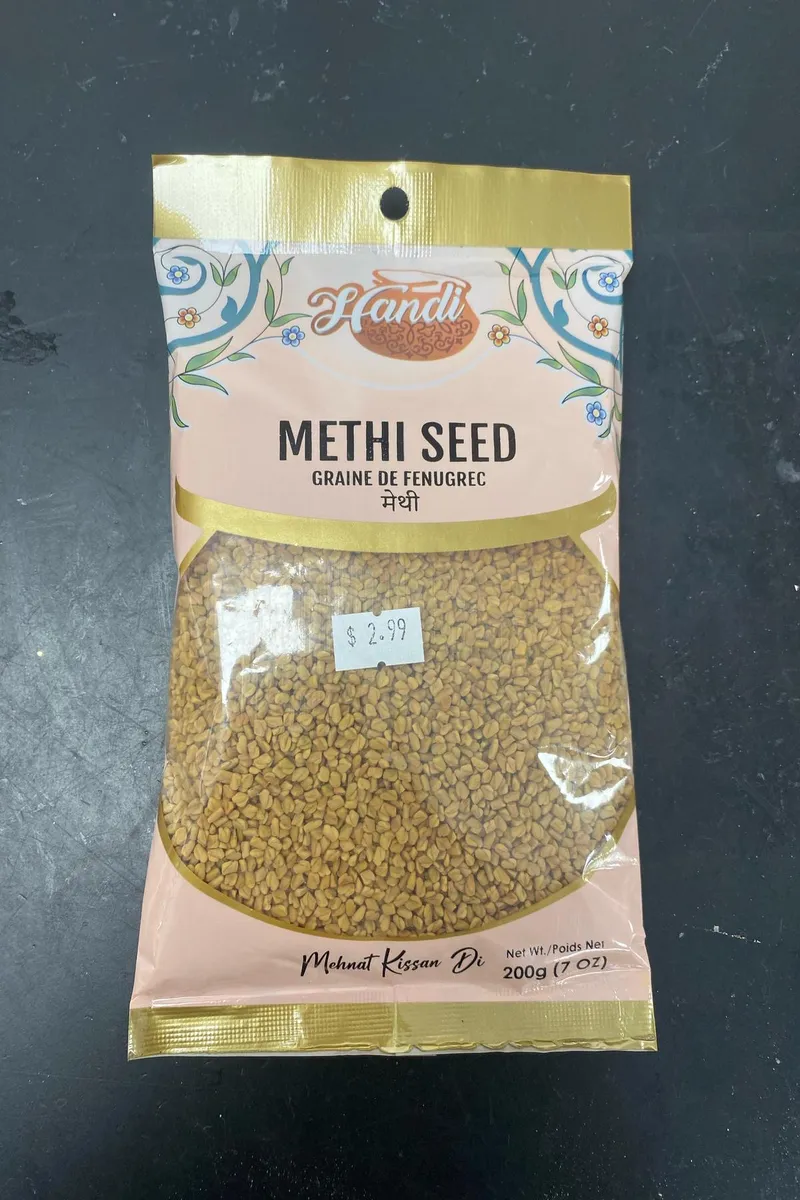 Handi
METHI SEED
GRAINE DE FENUGREC
मेथी
$ 2.99
Mehnat Kissan Di
Net Wt./Poids Net
200g (7 OZ)